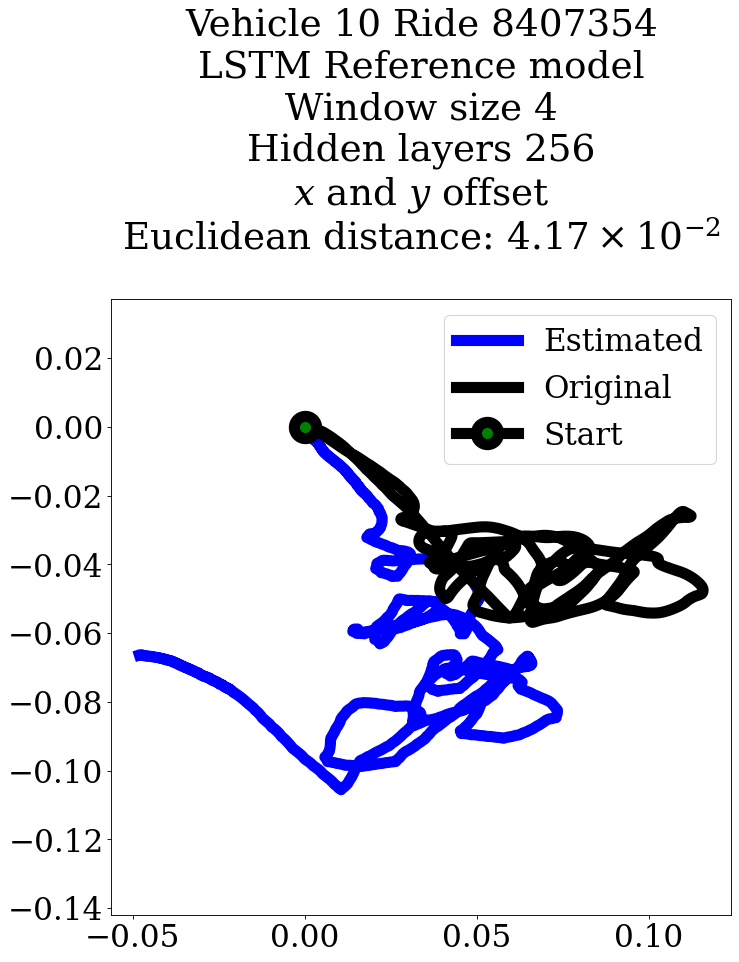 Vehicle 10 Ride 8407354
LSTM Reference model
Window size 4
Hidden layers 256
x and y offset
Euclidean distance: 4.17 × 10⁻²
Estimated
Original
Start
0.02
0.00
−0.02
−0.04
−0.06
−0.08
−0.10
−0.12
−0.14
−0.05 0.00 0.05 0.10